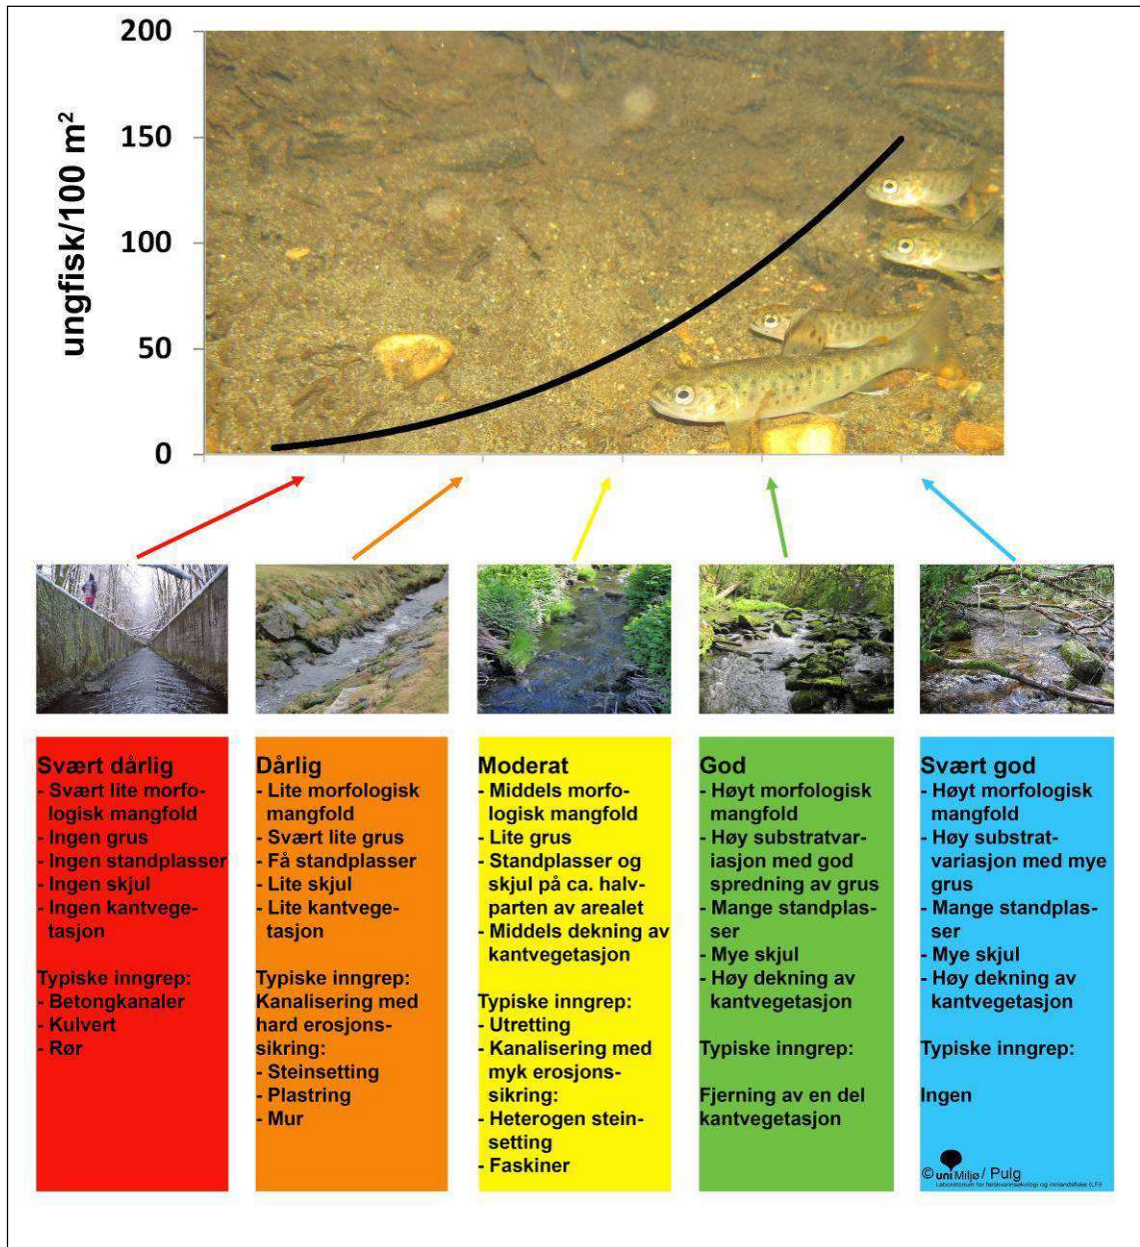 200
150
100
50
0
ungfisk/100 m²
Svært dårlig
- Svært lite morfo-
logisk mangfold
- Ingen grus
- Ingen standplasser
- Ingen skjul
- Ingen kantvege-
tasjon
Typiske inngrep:
- Betongkanaler
- Kulvert
- Rør
Dårlig
- Lite morfologisk
mangfold
- Svært lite grus
- Få standplasser
- Lite skjul
- Lite kantvege-
tasjon
Typiske inngrep:
Kanalisering med
hard erosjons-
sikring:
- Steinsetting
- Plastring
- Mur
Moderat
- Middels morfo-
logisk mangfold
- Lite grus
- Standplasser og
skjul på ca. halv-
parten av arealet
- Middels dekning av
kantvegetasjon
Typiske inngrep:
- Utretting
- Kanalisering med
myk erosjons-
sikring:
- Heterogen stein-
setting
- Faskiner
God
- Høyt morfologisk
mangfold
- Høy substratvar-
iasjon med god
spredning av grus
- Mange standplas-
ser
- Mye skjul
- Høy dekning av
kantvegetasjon
Typiske inngrep:
Fjerning av en del
kantvegetasjon
Svært god
- Høyt morfologisk
mangfold
- Høy substrat-
variasjon med mye
grus
- Mange standplas-
ser
- Mye skjul
- Høy dekning av
kantvegetasjon
Typiske inngrep:
Ingen
© uni Miljø / Pulg
Laboratorium for ferskvannsøkologi og innlandsfiske (LFI)